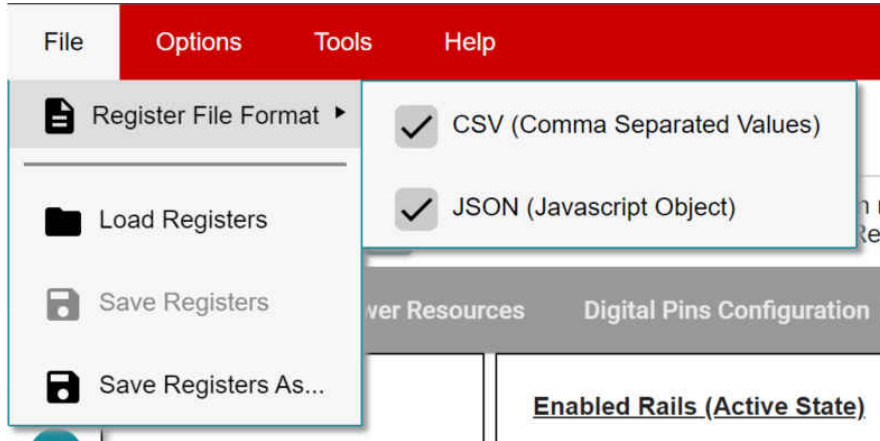 File Options Tools Help
Register File Format
CSV (Comma Separated Values)
JSON (Javascript Object)
Load Registers
Save Registers
Resources Digital Pins Configuration
Save Registers As...
Enabled Rails (Active State)